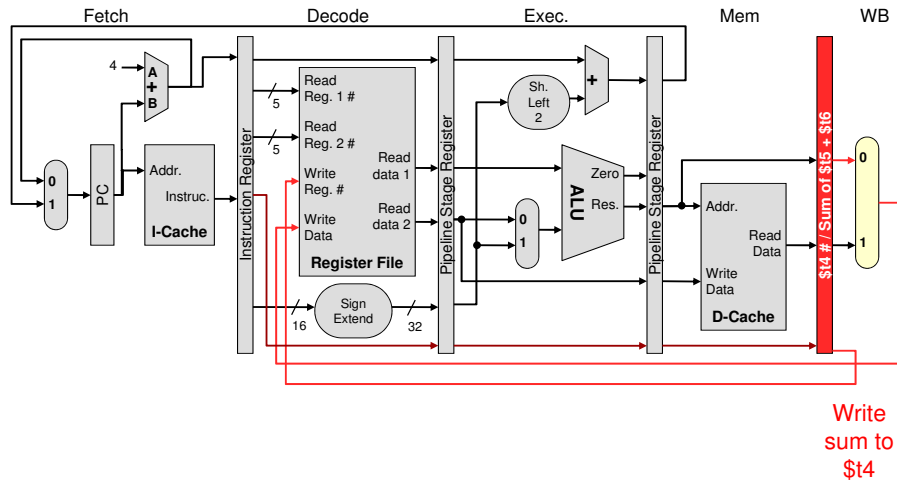 Fetch
Decode
Exec.
Mem
WB
4
A
+
B
0
1
PC
Addr.
Instruc.
I-Cache
Instruction Register
5
5
Read
Reg. 1 #
Read
Reg. 2 #
Write
Reg. #
Write
Data
Read
data 1
Read
data 2
Register File
16
Sign
Extend
32
Pipeline Stage Register
Sh.
Left
2
+
0
1
ALU
Zero
Res.
Pipeline Stage Register
Addr.
Read
Data
Write
Data
D-Cache
$t4 # / Sum of $t5 + $t6
0
1
Write
sum to
$t4